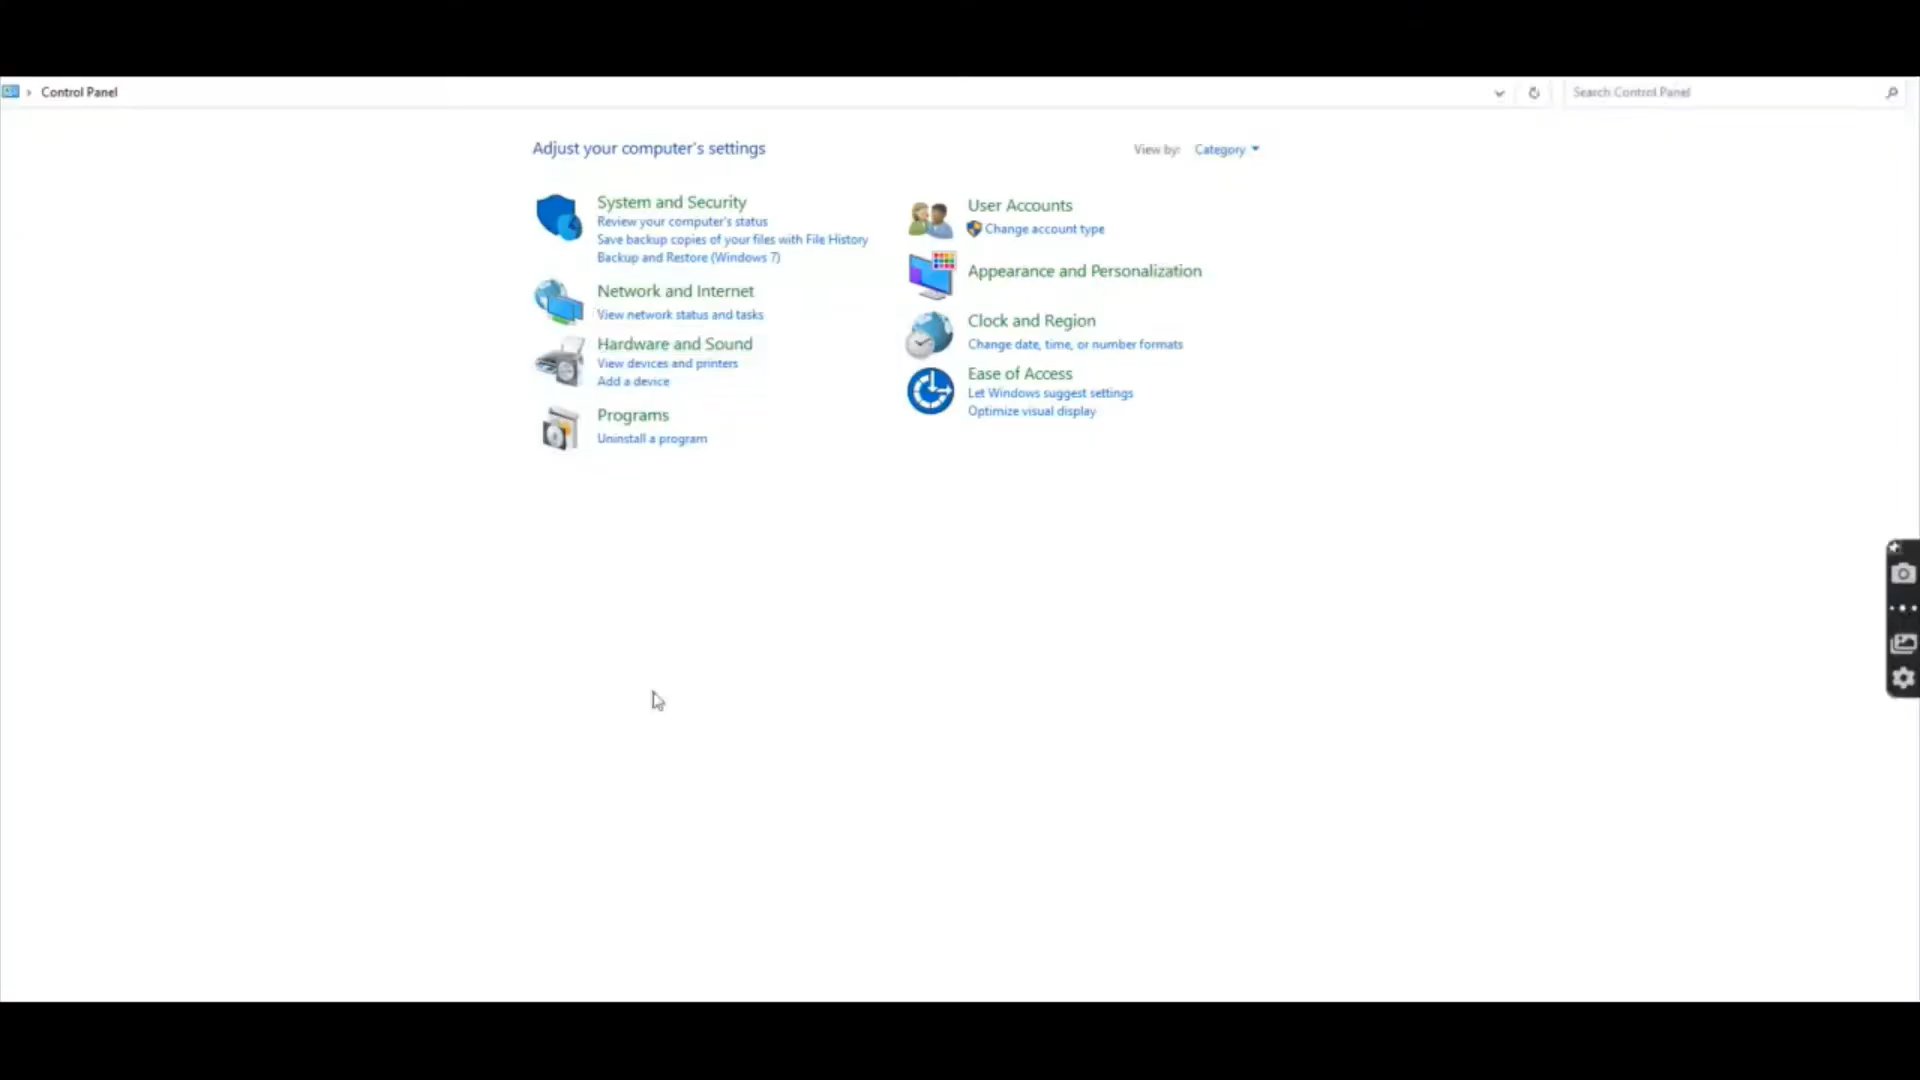 Control Panel
Search Control Panel
Adjust your computer's settings
View by: Category
System and Security
Review your computer's status
Save backup copies of your files with File History
Backup and Restore (Windows 7)
Network and Internet
View network status and tasks
Hardware and Sound
View devices and printers
Add a device
Programs
Uninstall a program
User Accounts
Change account type
Appearance and Personalization
Clock and Region
Change date, time, or number formats
Ease of Access
Let Windows suggest settings
Optimize visual display